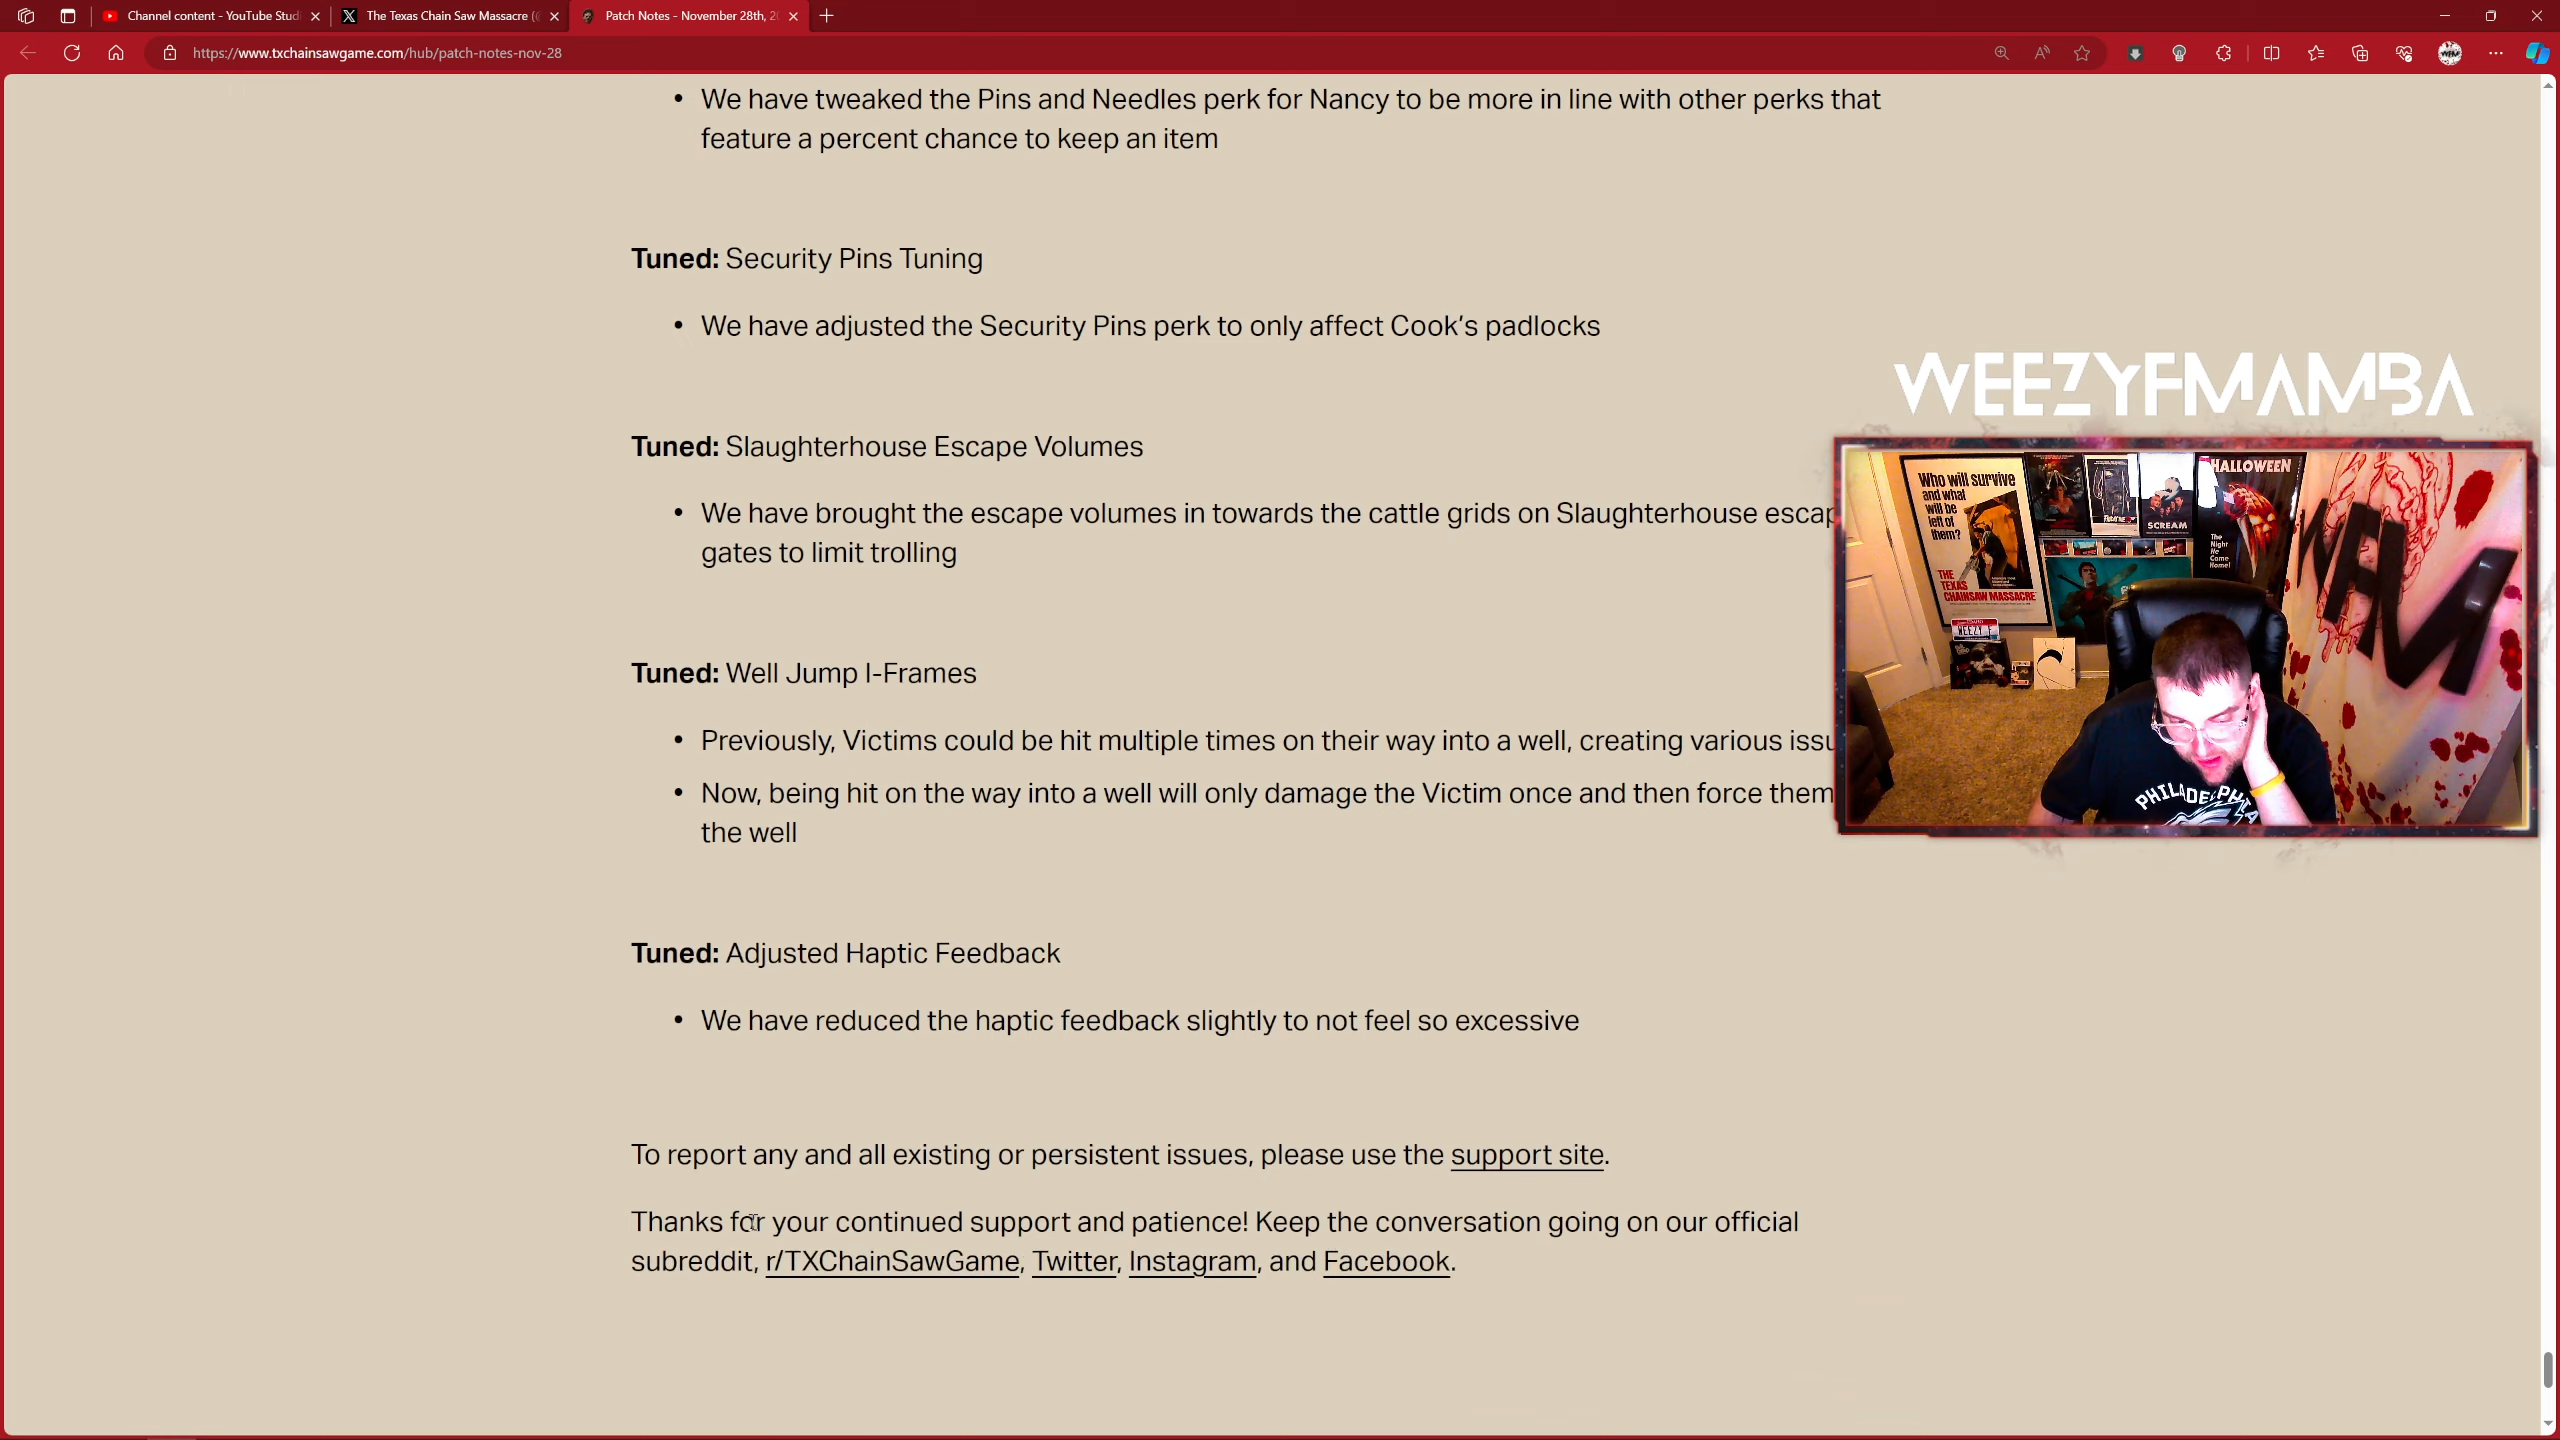 Channel content - YouTube Studi
The Texas Chain Saw Massacre (@
Patch Notes - November 28th, 20
https://www.txchainsawgame.com/hub/patch-notes-nov-28
• We have tweaked the Pins and Needles perk for Nancy to be more in line with other perks that
feature a percent chance to keep an item
Tuned: Security Pins Tuning
• We have adjusted the Security Pins perk to only affect Cook’s padlocks
Tuned: Slaughterhouse Escape Volumes
• We have brought the escape volumes in towards the cattle grids on Slaughterhouse escap
gates to limit trolling
Tuned: Well Jump I-Frames
• Previously, Victims could be hit multiple times on their way into a well, creating various issu
• Now, being hit on the way into a well will only damage the Victim once and then force them
the well
Tuned: Adjusted Haptic Feedback
• We have reduced the haptic feedback slightly to not feel so excessive
To report any and all existing or persistent issues, please use the support site.
Thanks for your continued support and patience! Keep the conversation going on our official
subreddit, r/TXChainSawGame, Twitter, Instagram, and Facebook.
WEEZYFMAMBA
Who will survive
and what
will be
left of
them?
THE
TEXAS
CHAINSAW MASSACRE
SCREAM
HALLOWEEN
The
Night
He
Came
Home!
WEEZY F
WFM
PHILADELPHIA